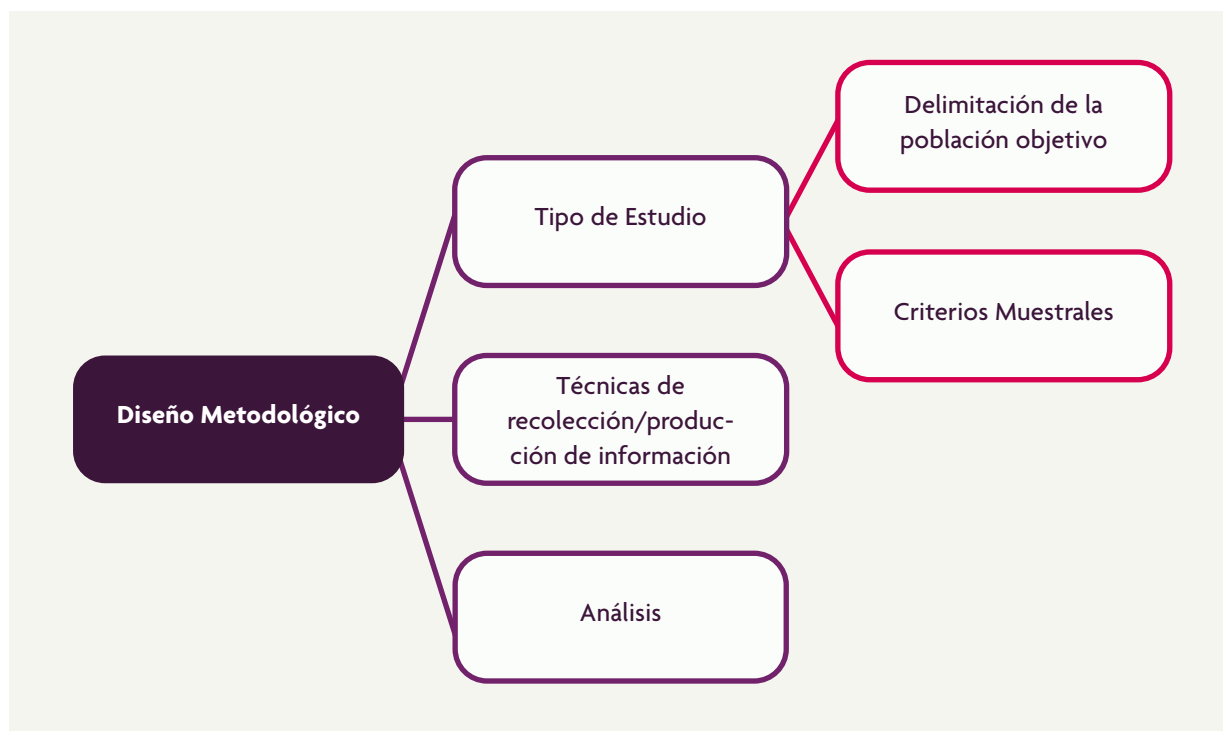 Delimitación de la
población objetivo
Tipo de Estudio
Criterios Muestrales
Diseño Metodológico
Técnicas de
recolección/produc-
ción de información
Análisis